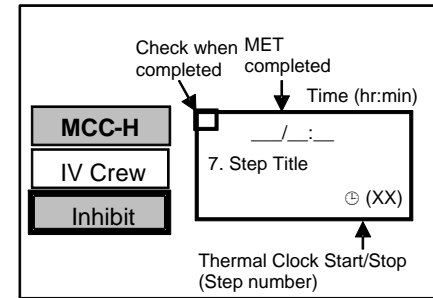 Check when
completed
MET
completed
Time (hr:min)
MCC-H
IV Crew
Inhibit
___/__:__
7. Step Title
🕒 (XX)
Thermal Clock Start/Stop
(Step number)